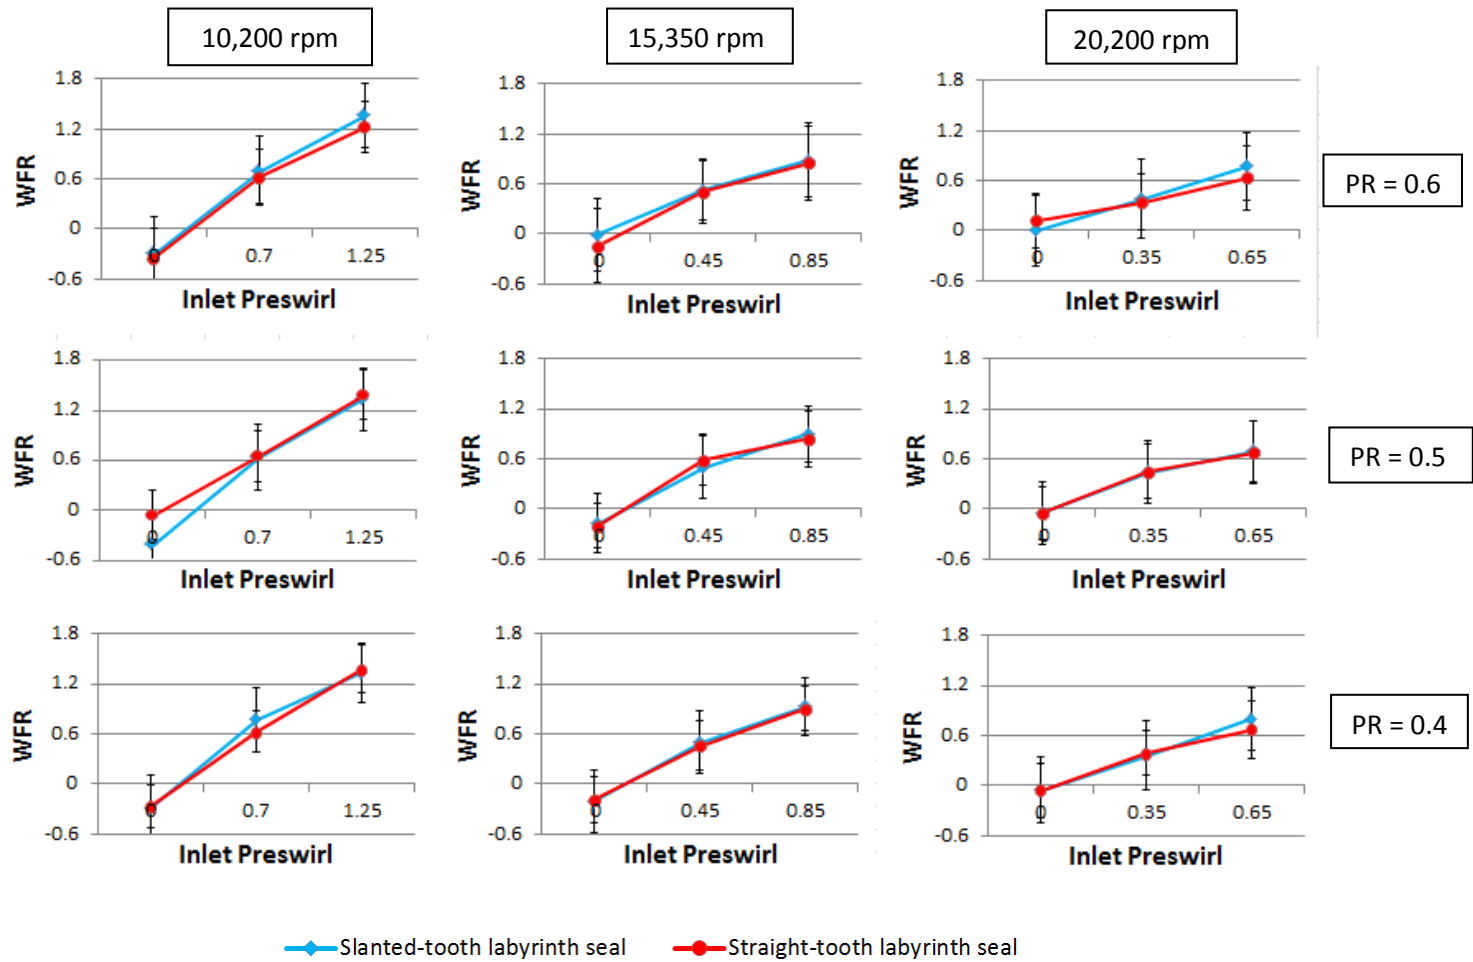 10,200 rpm
15,350 rpm
20,200 rpm
1.8
1.2
0.6
0
-0.6
WFR
0
0.7
1.25
Inlet Preswirl
1.8
1.2
0.6
0
-0.6
WFR
0
0.45
0.85
Inlet Preswirl
1.8
1.2
0.6
0
-0.6
WFR
0
0.35
0.65
Inlet Preswirl
PR = 0.6
1.8
1.2
0.6
0
-0.6
WFR
0
0.7
1.25
Inlet Preswirl
1.8
1.2
0.6
0
-0.6
WFR
0
0.45
0.85
Inlet Preswirl
1.8
1.2
0.6
0
-0.6
WFR
0
0.35
0.65
Inlet Preswirl
PR = 0.5
1.8
1.2
0.6
0
-0.6
WFR
0
0.7
1.25
Inlet Preswirl
1.8
1.2
0.6
0
-0.6
WFR
0
0.45
0.85
Inlet Preswirl
1.8
1.2
0.6
0
-0.6
WFR
0
0.35
0.65
Inlet Preswirl
PR = 0.4
Slanted-tooth labyrinth seal
Straight-tooth labyrinth seal